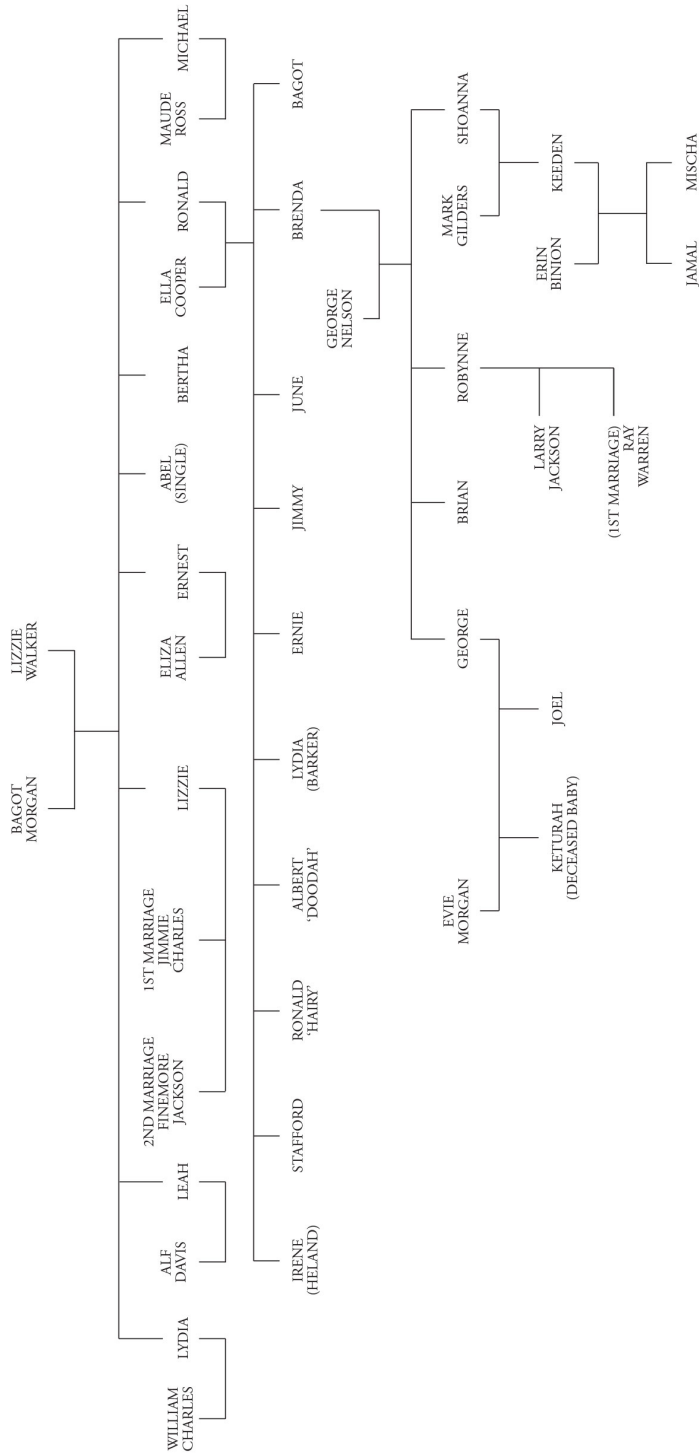 BAGOT
MORGAN
LIZZIE
WALKER
WILLIAM
CHARLES
LYDIA
ALF
DAVIS
LEAH
2ND MARRIAGE
FINEMORE
JACKSON
1ST MARRIAGE
JIMMIE
CHARLES
LIZZIE
ELIZA
ALLEN
ERNEST
ABEL
(SINGLE)
BERTHA
ELLA
COOPER
RONALD
MAUDE
ROSS
MICHAEL
IRENE
(HELAND)
STAFFORD
RONALD
‘HAIRY’
ALBERT
‘DOODAH’
LYDIA
(BARKER)
ERNIE
JIMMY
JUNE
BRENDA
BAGOT
GEORGE
NELSON
EVIE
MORGAN
GEORGE
BRIAN
ROBYNNE
MARK
GILDERS
SHOANNA
KETURAH
(DECEASED BABY)
JOEL
LARRY
JACKSON
(1ST MARRIAGE)
RAY
WARREN
ERIN
BINION
KEEDEN
JAMAL
MISCHA